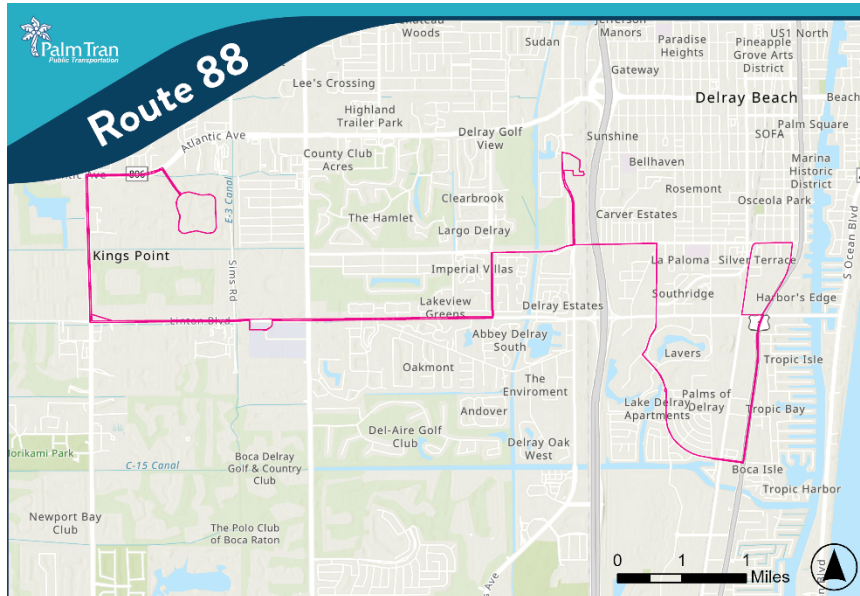 Palm Tran
Public Transportation
Route 88
Woods
Sudan
Manors
Paradise
Heights
US1 North
Pineapple
Grove Arts
District
Gateway
Lee's Crossing
Delray Beach
Beach
Highland
Trailer Park
Atlantic Ave
Delray Golf
View
Sunshine
SOFA
Palm Square
County Club
Acres
Bellhaven
Marina
Historic
District
806
Ave
E-3 Canal
Clearbrook
Rosemont
Osceola Park
The Hamlet
Largo Delray
Carver Estates
S Ocean Blvd
Kings Point
Sims Rd
Imperial Villas
La Paloma
Silver Terrace
Southridge
Harbor's Edge
Lakeview
Greens
Delray Estates
Linton Blvd
Abbey Delray
South
Lavers
Tropic Isle
Oakmont
The
Enviroment
Lake Delray
Apartments
Palms of
Delray
Tropic Bay
Andover
Del-Aire Golf
Club
Delray Oak
West
Morikami Park
C-15 Canal
Boca Delray
Golf & Country
Club
Boca Isle
Tropic Harbor
Newport Bay
Club
The Polo Club
of Boca Raton
0 1 1
Miles
Blvd
Ave